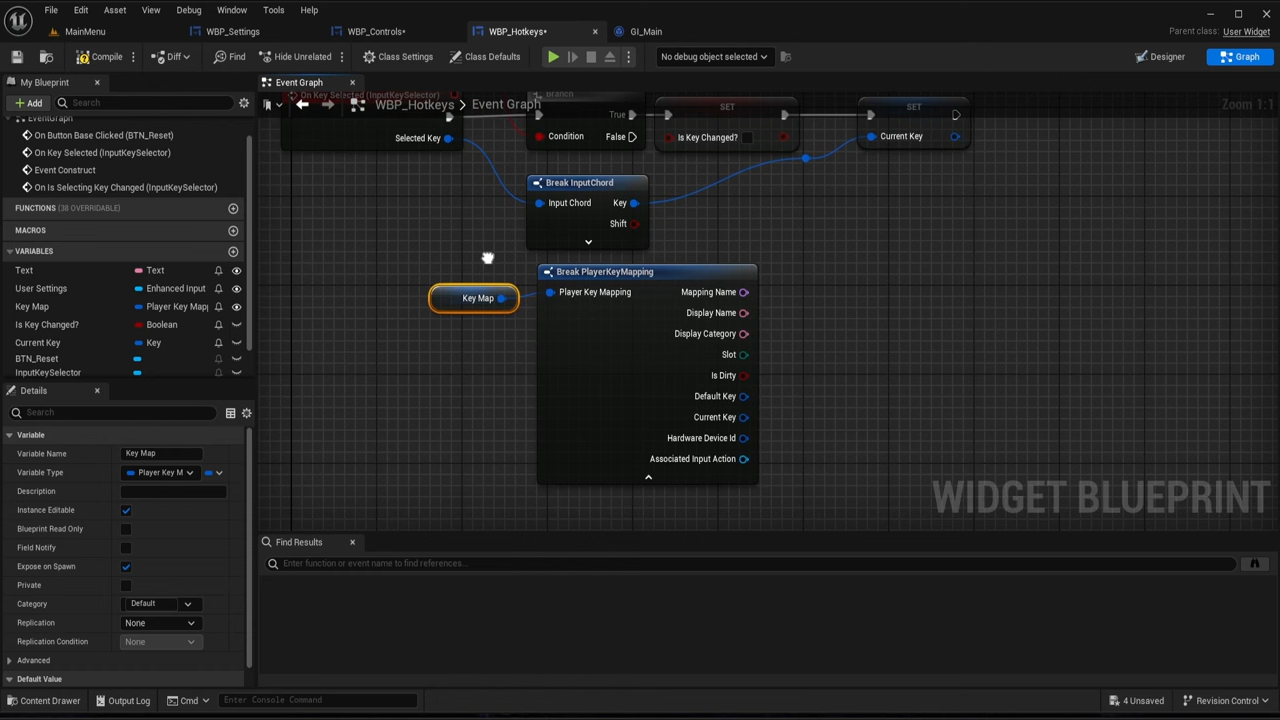 File Edit Asset View Debug Window Tools Help
MainMenu WBP_Settings WBP_Controls* WBP_Hotkeys* GI_Main Parent class: User Widget
Compile Diff Find Hide Unrelated Class Settings Class Defaults No debug object selected Designer Graph
My Blueprint Event Graph
Add Search WBP_Hotkeys > Event Graph Zoom 1:1
EventGraph
On Key Selected (InputKeySelector) Branch
True SET SET
On Button Base Clicked (BTN_Reset)
Selected Key Condition False Is Key Changed? Current Key
On Key Selected (InputKeySelector)
Event Construct
On Is Selecting Key Changed (InputKeySelector)
Break InputChord
Input Chord Key
Shift
FUNCTIONS (38 OVERRIDABLE)
MACROS
VARIABLES
Text Text
User Settings Enhanced Input
Key Map Player Key Mapp
Is Key Changed? Boolean
Current Key Key
BTN_Reset
InputKeySelector
Break PlayerKeyMapping
Key Map Player Key Mapping Mapping Name
Display Name
Display Category
Slot
Is Dirty
Default Key
Current Key
Hardware Device Id
Associated Input Action
WIDGET BLUEPRINT
Details
Search
Variable
Variable Name Key Map
Variable Type Player Key M
Description
Instance Editable
Blueprint Read Only
Field Notify
Expose on Spawn
Private
Category Default
Replication None
Replication Condition None
Advanced
Default Value
Find Results
Enter function or event name to find references...
Content Drawer Output Log Cmd Enter Console Command 4 Unsaved Revision Control